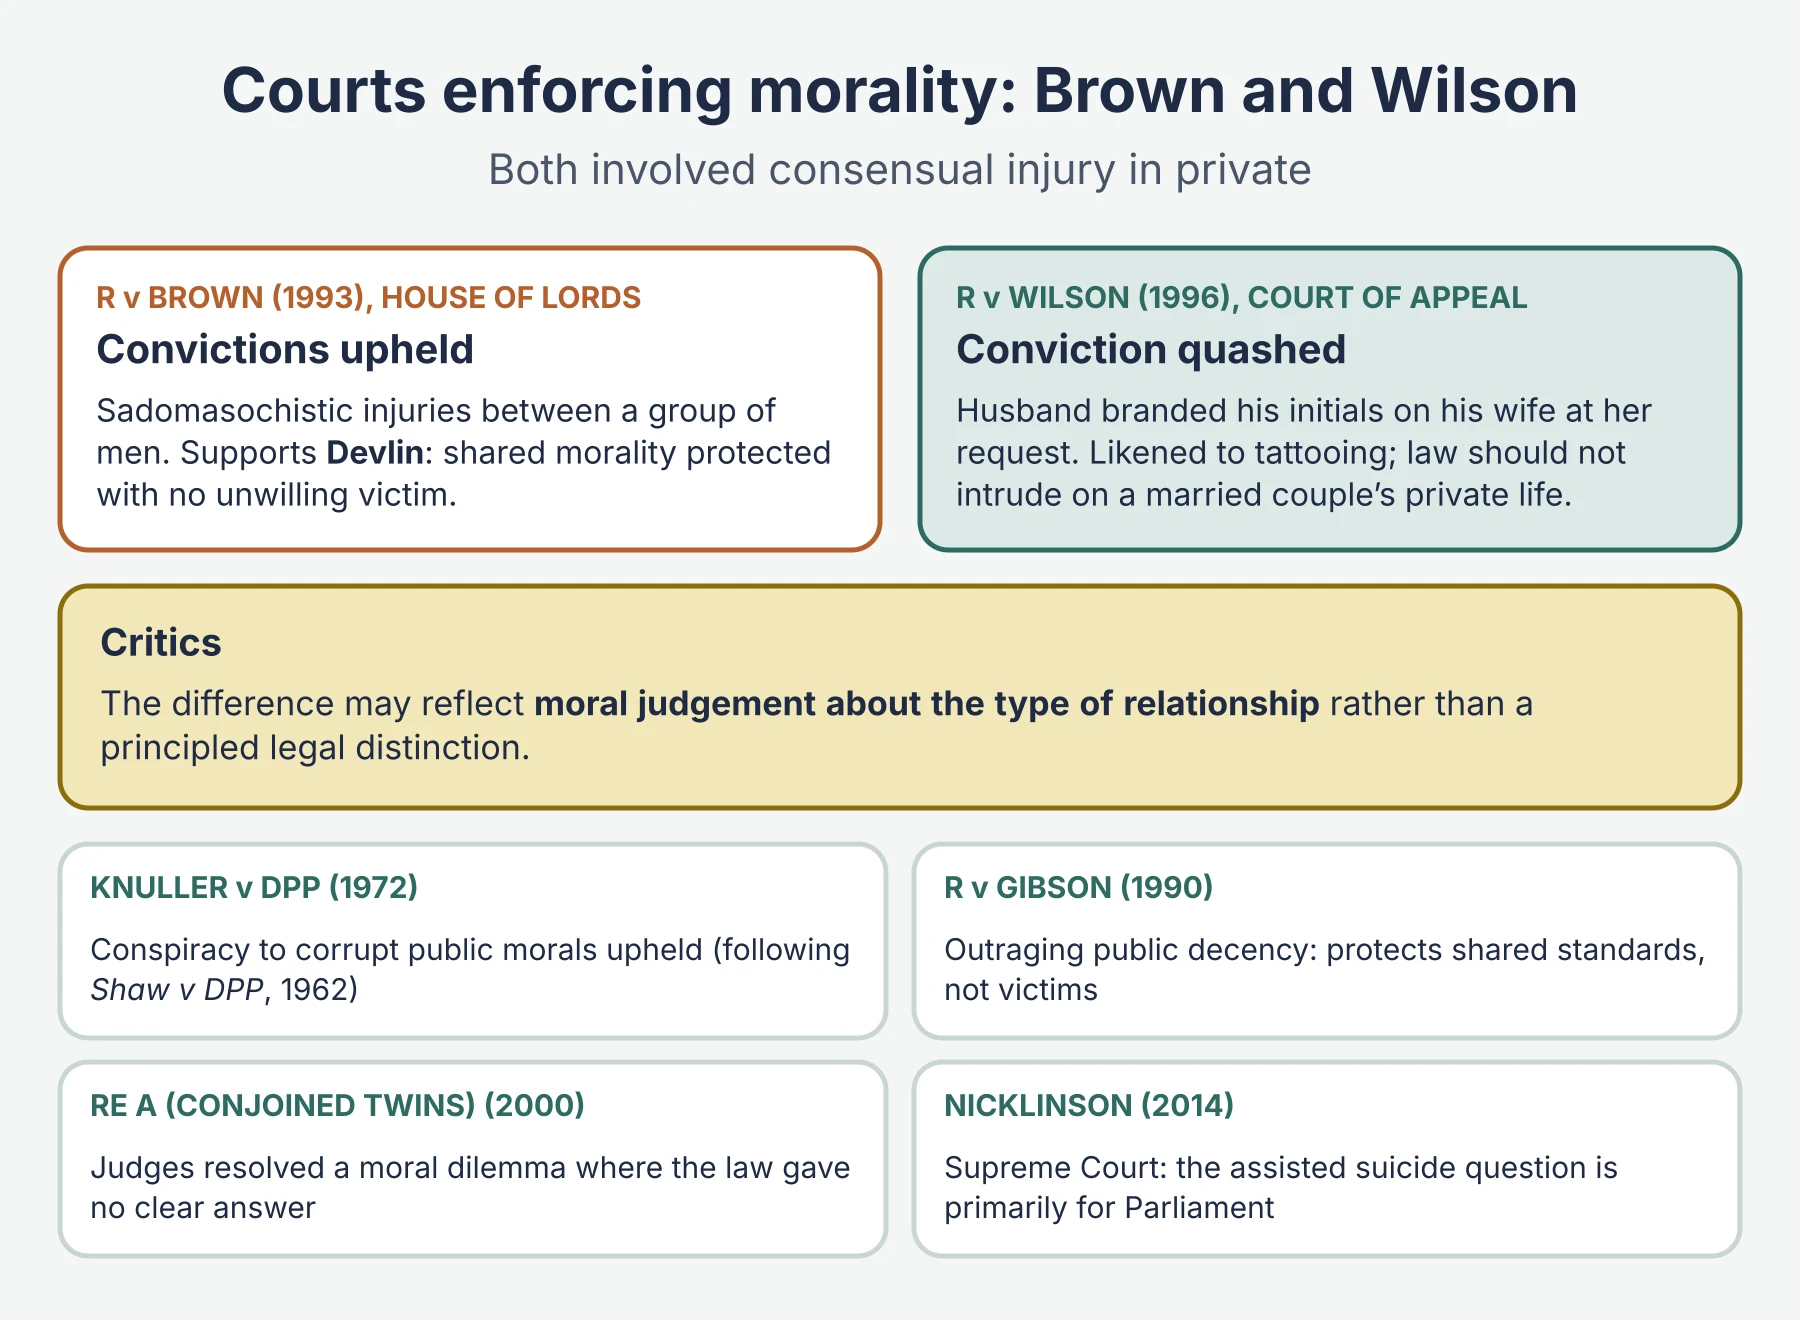 Courts enforcing morality: Brown and Wilson
Both involved consensual injury in private
R v BROWN (1993), HOUSE OF LORDS
Convictions upheld
Sadomasochistic injuries between a group of
men. Supports Devlin: shared morality protected
with no unwilling victim.
R v WILSON (1996), COURT OF APPEAL
Conviction quashed
Husband branded his initials on his wife at her
request. Likened to tattooing; law should not
intrude on a married couple’s private life.
Critics
The difference may reflect moral judgement about the type of relationship rather than a
principled legal distinction.
KNULLER v DPP (1972)
Conspiracy to corrupt public morals upheld (following
Shaw v DPP, 1962)
R v GIBSON (1990)
Outraging public decency: protects shared standards,
not victims
RE A (CONJOINED TWINS) (2000)
Judges resolved a moral dilemma where the law gave
no clear answer
NICKLINSON (2014)
Supreme Court: the assisted suicide question is
primarily for Parliament